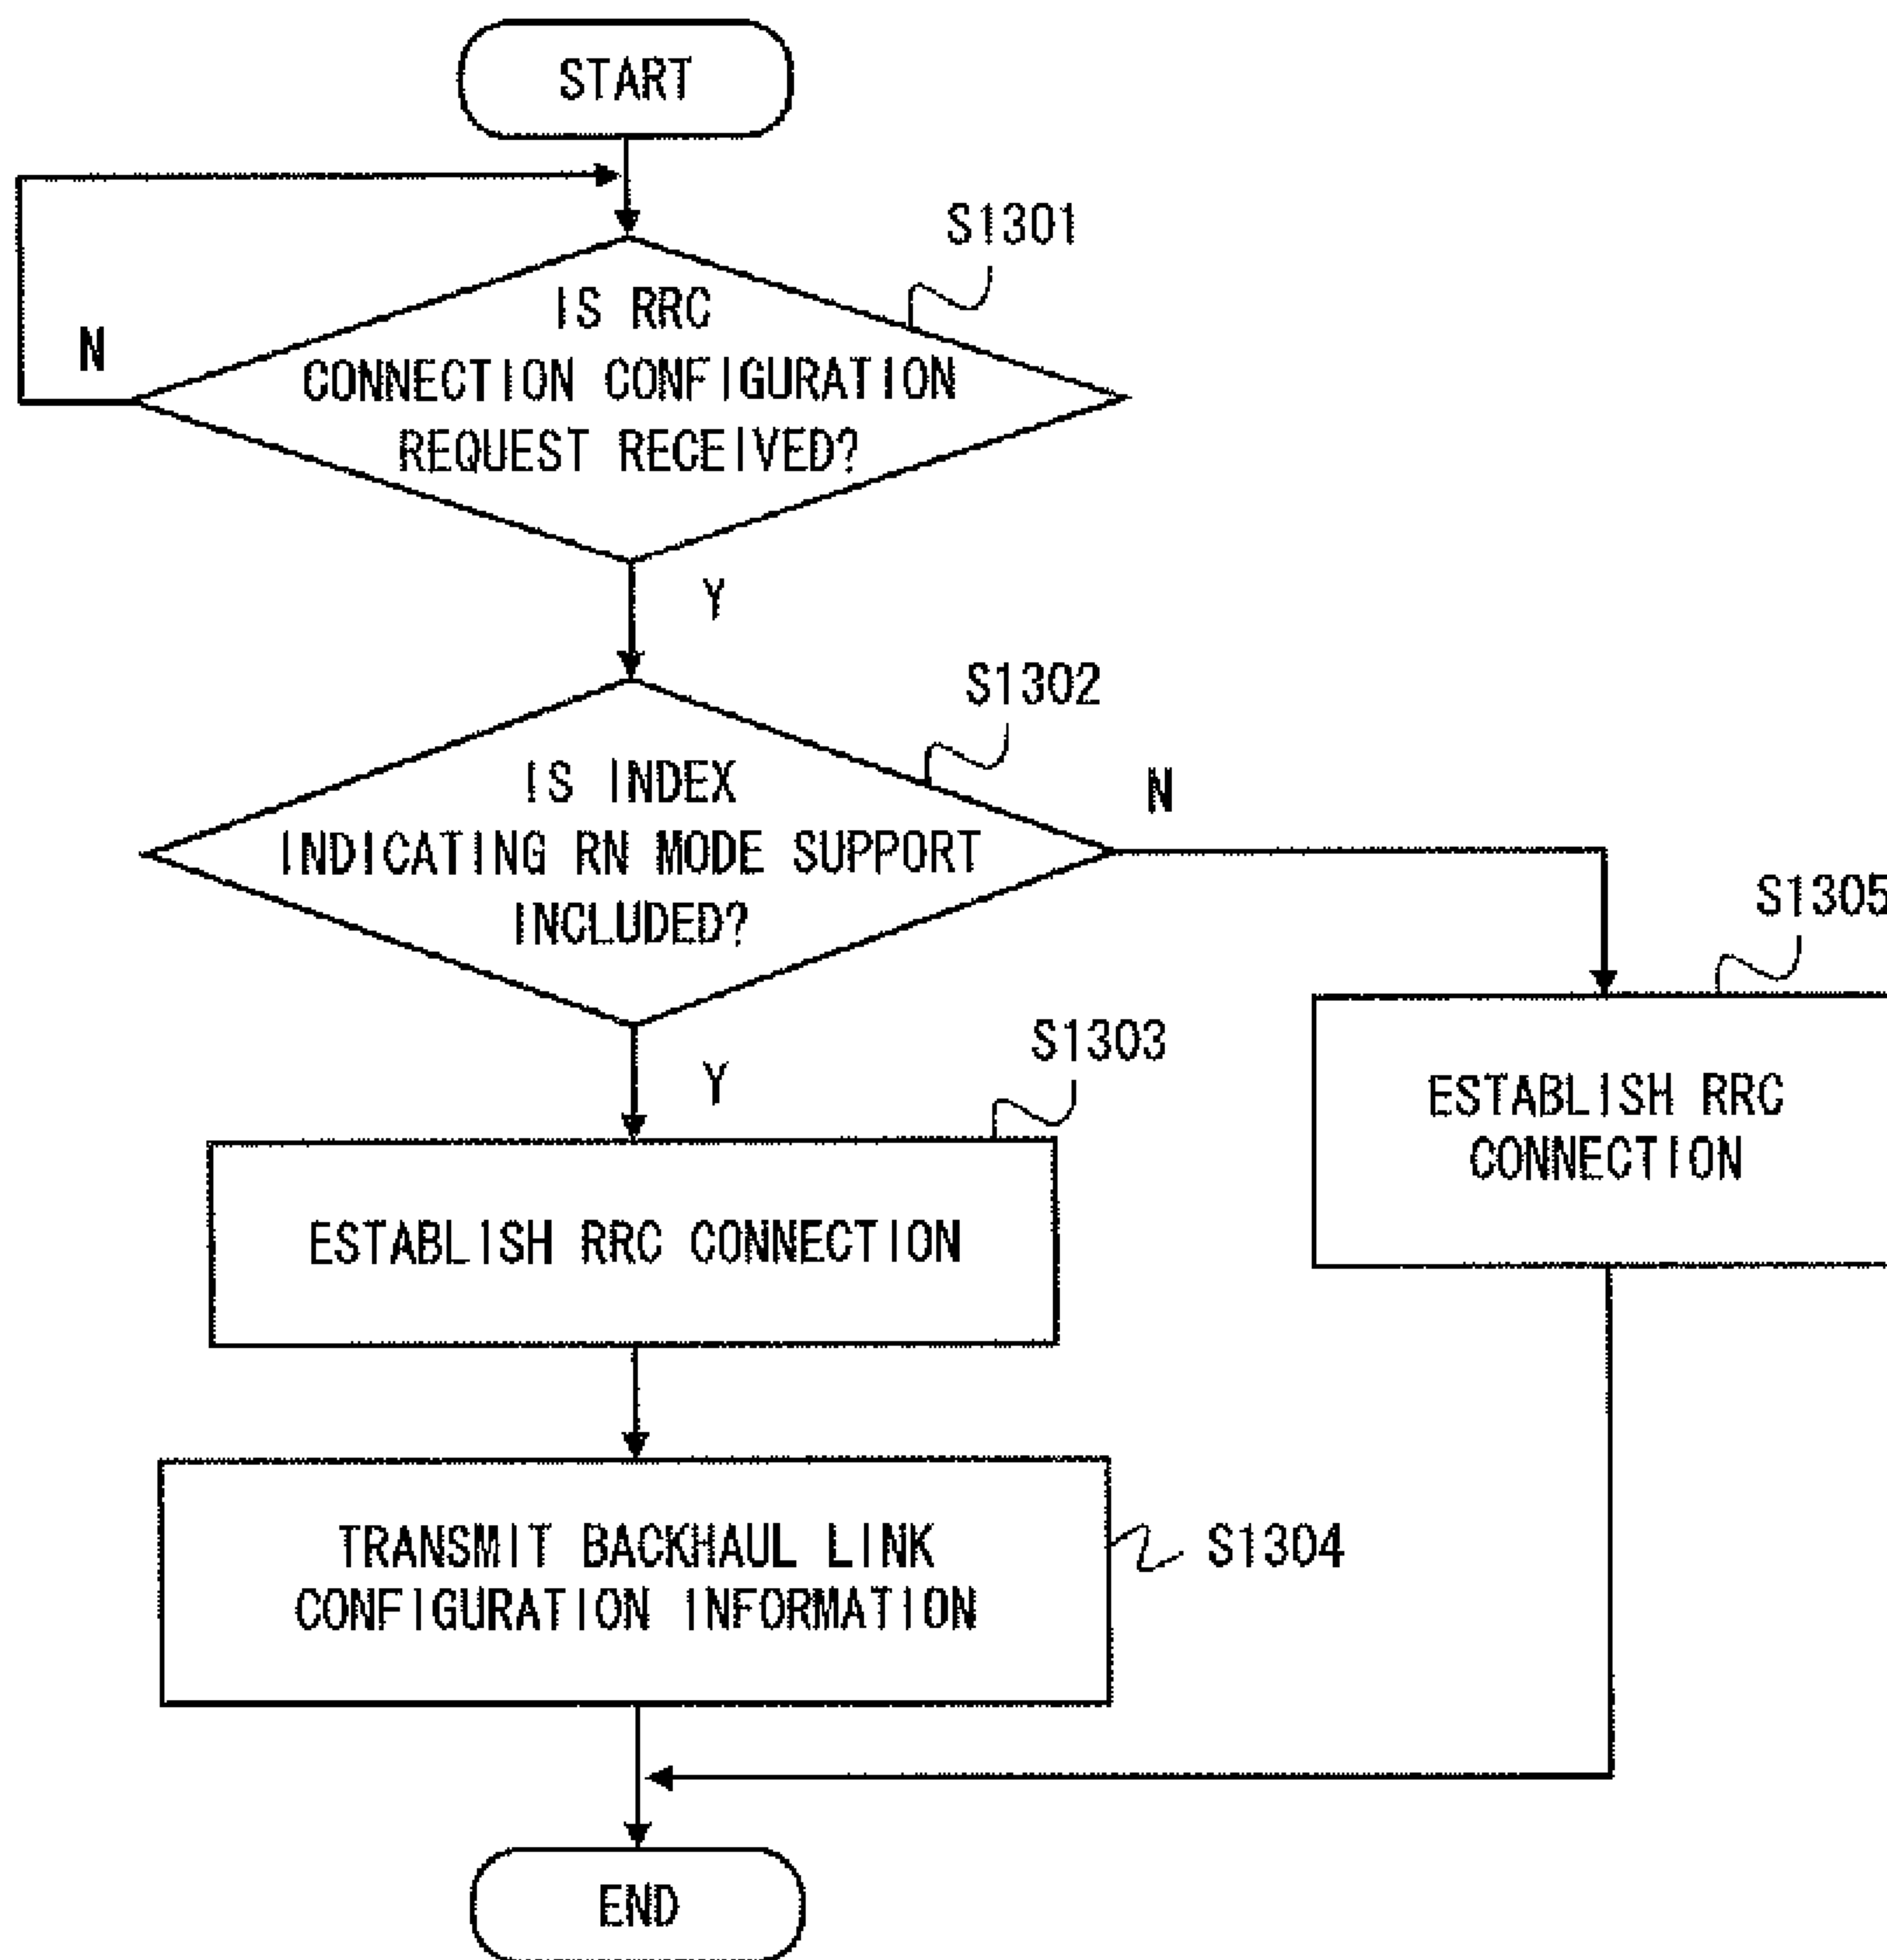 START
S1301
IS RRC
CONNECTION CONFIGURATION
REQUEST RECEIVED?
N
Y
S1302
IS INDEX
INDICATING RN MODE SUPPORT
INCLUDED?
N
Y
S1303
S1305
ESTABLISH RRC CONNECTION
ESTABLISH RRC
CONNECTION
TRANSMIT BACKHAUL LINK
CONFIGURATION INFORMATION
S1304
END